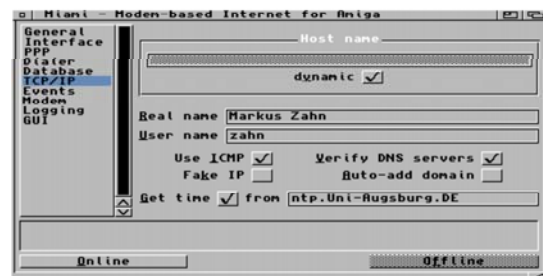 Miami - Modem-based Internet for Amiga
General
Interface
PPP
Dialer
Database
TCP/IP
Events
Modem
Logging
GUI
Host name
dynamic
Real name Markus Zahn
User name zahn
Use ICMP Verify DNS servers
Fake IP Auto-add domain
Get time from ntp.Uni-Augsburg.DE
Online Offline